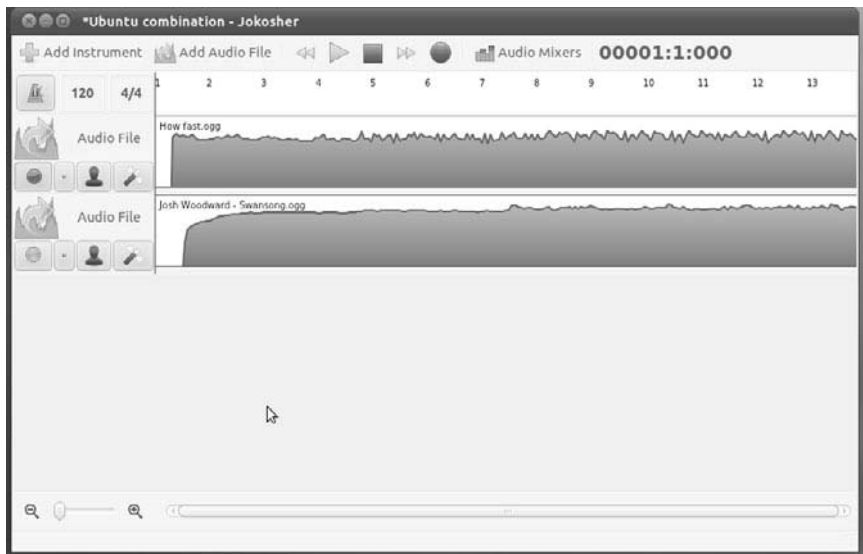 *Ubuntu combination - Jokosher
Add Instrument Add Audio File Audio Mixers 00001:1:000
120 4/4 1 2 3 4 5 6 7 8 9 10 11 12 13
How fast.ogg
Audio File
Josh Woodward - Swansong.ogg
Audio File